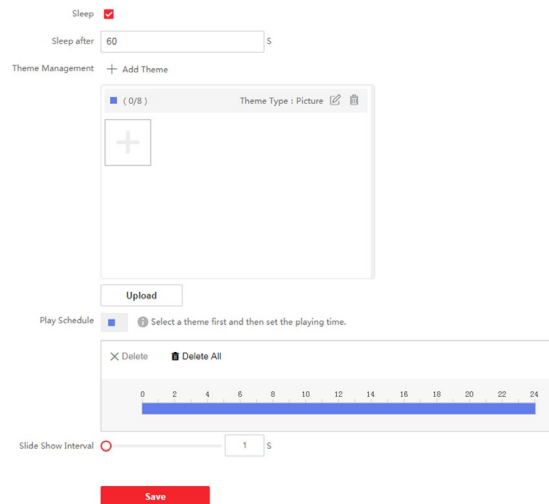 Sleep
Sleep after 60 S
Theme Management + Add Theme
( 0/8 ) Theme Type : Picture
Upload
Play Schedule Select a theme first and then set the playing time.
Delete Delete All
0 2 4 6 8 10 12 14 16 18 20 22 24
Slide Show Interval 1 S
Save